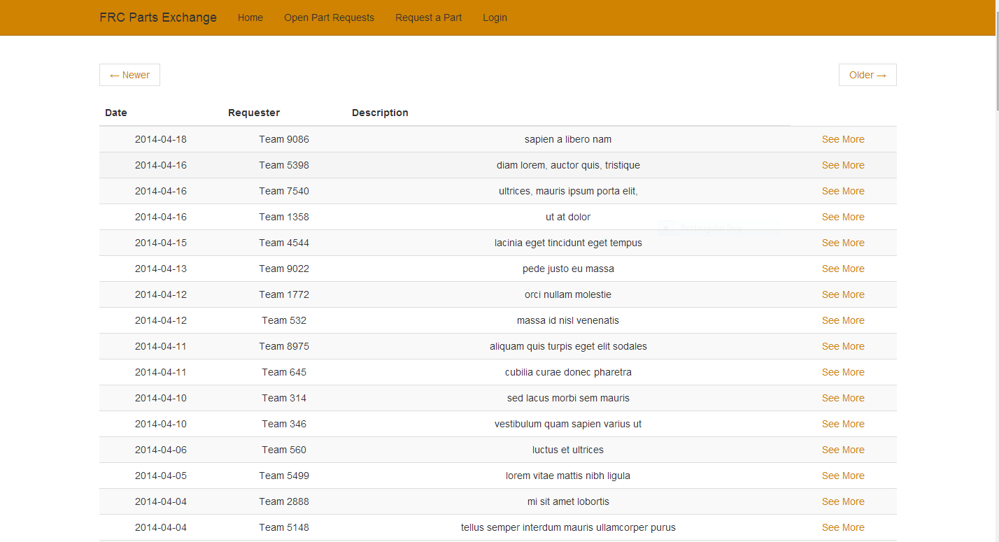 FRC Parts Exchange Home Open Part Requests Request a Part Login
← Newer Older →
Date Requester Description
2014-04-18 Team 9086 sapien a libero nam See More
2014-04-16 Team 5398 diam lorem, auctor quis, tristique See More
2014-04-16 Team 7540 ultrices, mauris ipsum porta elit, See More
2014-04-16 Team 1358 ut at dolor See More
Rectangular Snip
2014-04-15 Team 4544 lacinia eget tincidunt eget tempus See More
2014-04-13 Team 9022 pede justo eu massa See More
2014-04-12 Team 1772 orci nullam molestie See More
2014-04-12 Team 532 massa id nisl venenatis See More
2014-04-11 Team 8975 aliquam quis turpis eget elit sodales See More
2014-04-11 Team 645 cubilia curae donec pharetra See More
2014-04-10 Team 314 sed lacus morbi sem mauris See More
2014-04-10 Team 346 vestibulum quam sapien varius ut See More
2014-04-06 Team 560 luctus et ultrices See More
2014-04-05 Team 5499 lorem vitae mattis nibh ligula See More
2014-04-04 Team 2888 mi sit amet lobortis See More
2014-04-04 Team 5148 tellus semper interdum mauris ullamcorper purus See More